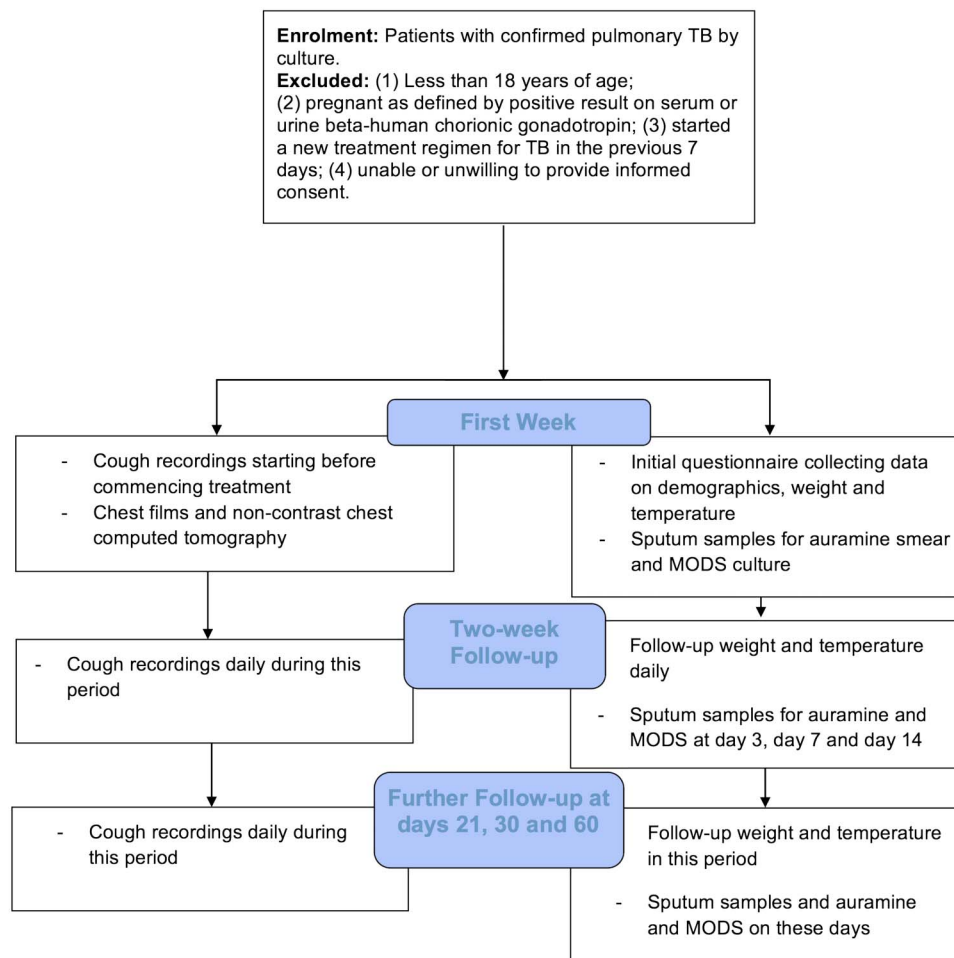 Enrolment: Patients with confirmed pulmonary TB by
culture.
Excluded: (1) Less than 18 years of age;
(2) pregnant as defined by positive result on serum or
urine beta-human chorionic gonadotropin; (3) started
a new treatment regimen for TB in the previous 7
days; (4) unable or unwilling to provide informed
consent.
First Week
- Cough recordings starting before
commencing treatment
- Chest films and non-contrast chest
computed tomography
- Initial questionnaire collecting data
on demographics, weight and
temperature
- Sputum samples for auramine smear
and MODS culture
Two-week
Follow-up
- Cough recordings daily during this
period
Follow-up weight and temperature
daily
- Sputum samples for auramine and
MODS at day 3, day 7 and day 14
Further Follow-up at
days 21, 30 and 60
- Cough recordings daily during
this period
Follow-up weight and temperature
in this period
- Sputum samples and auramine
and MODS on these days